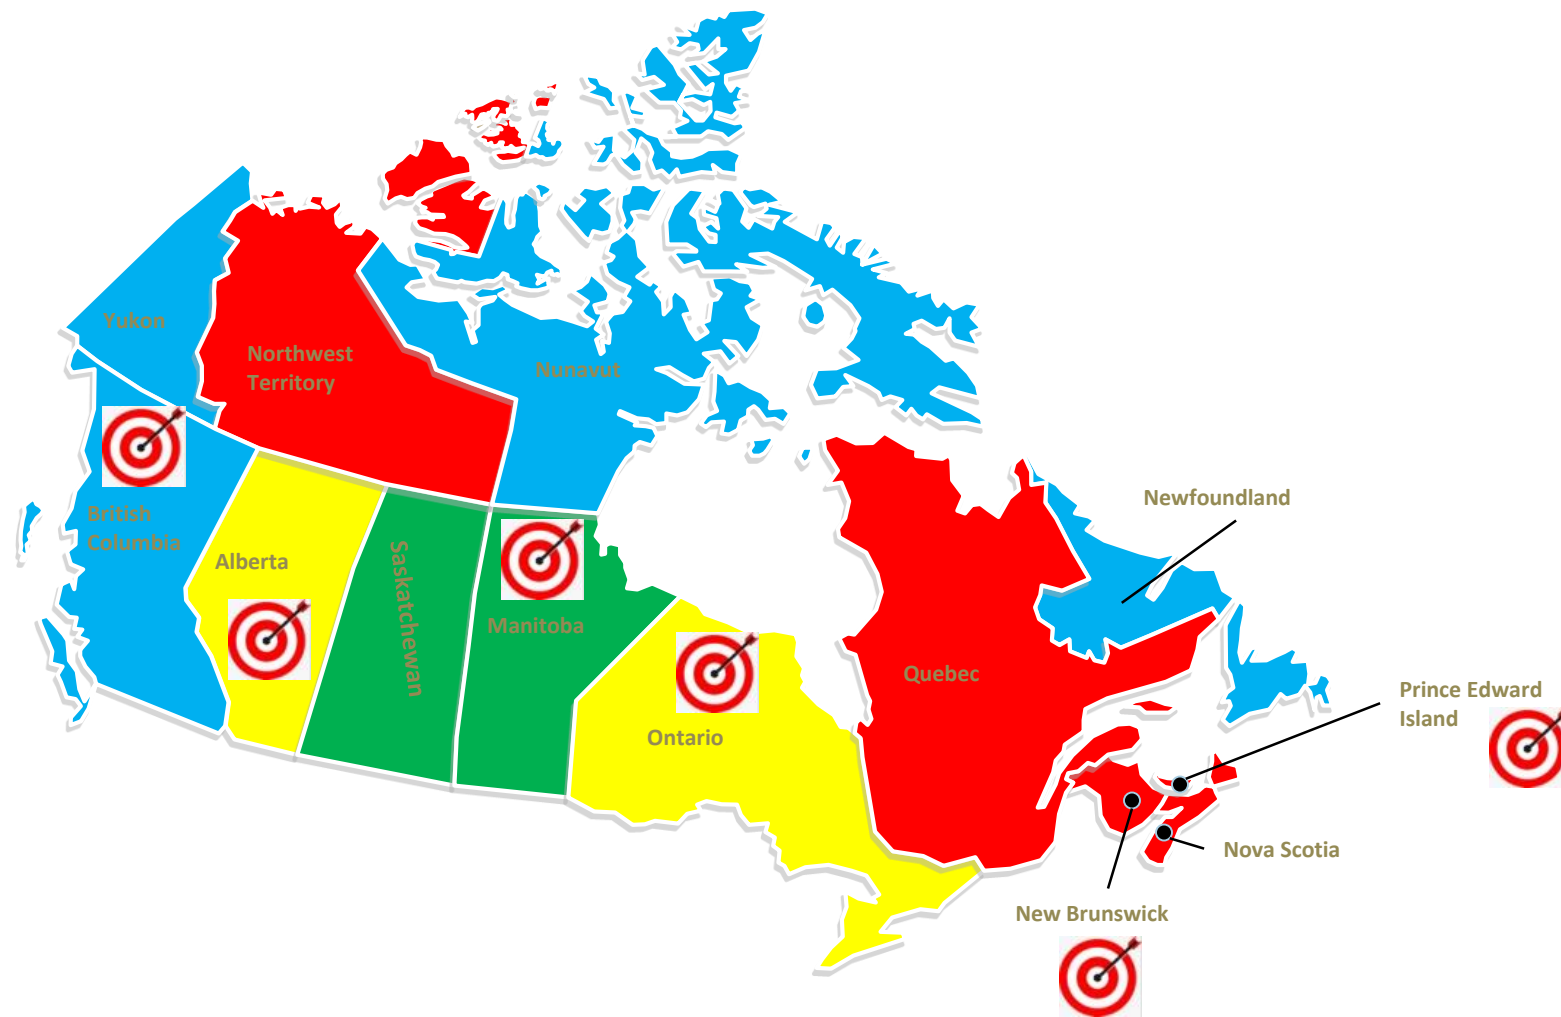 Yukon
Northwest
Territory
Nunavut
British
Columbia
Alberta
Saskatchewan
Manitoba
Ontario
Quebec
Newfoundland
Prince Edward
Island
Nova Scotia
New Brunswick